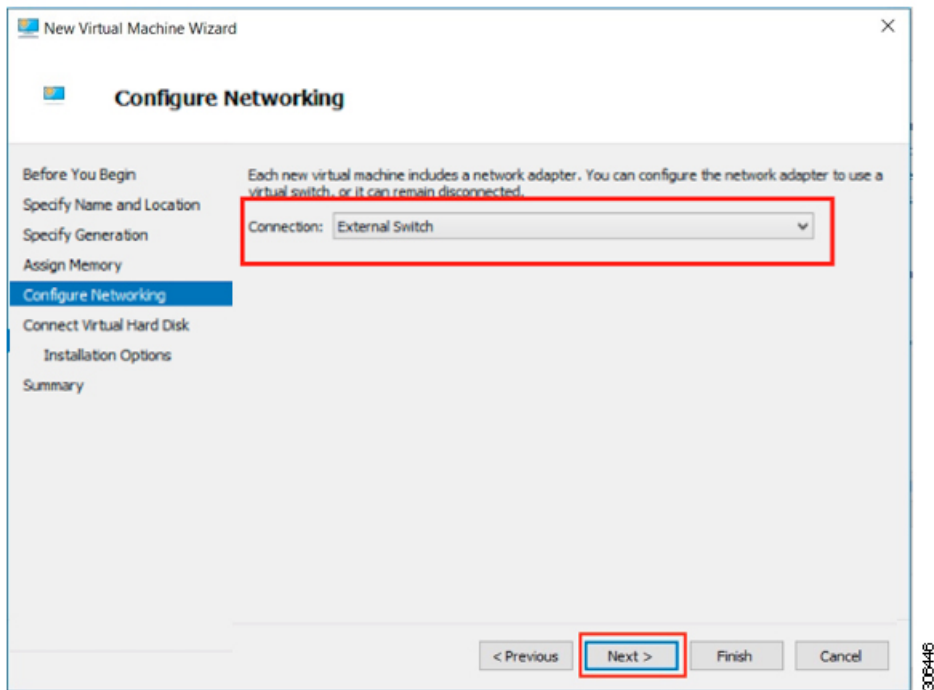 New Virtual Machine Wizard
Configure Networking
Before You Begin
Specify Name and Location
Specify Generation
Assign Memory
Configure Networking
Connect Virtual Hard Disk
Installation Options
Summary
Each new virtual machine includes a network adapter. You can configure the network adapter to use a
virtual switch, or it can remain disconnected.
Connection: External Switch
< Previous
Next >
Finish
Cancel
306446